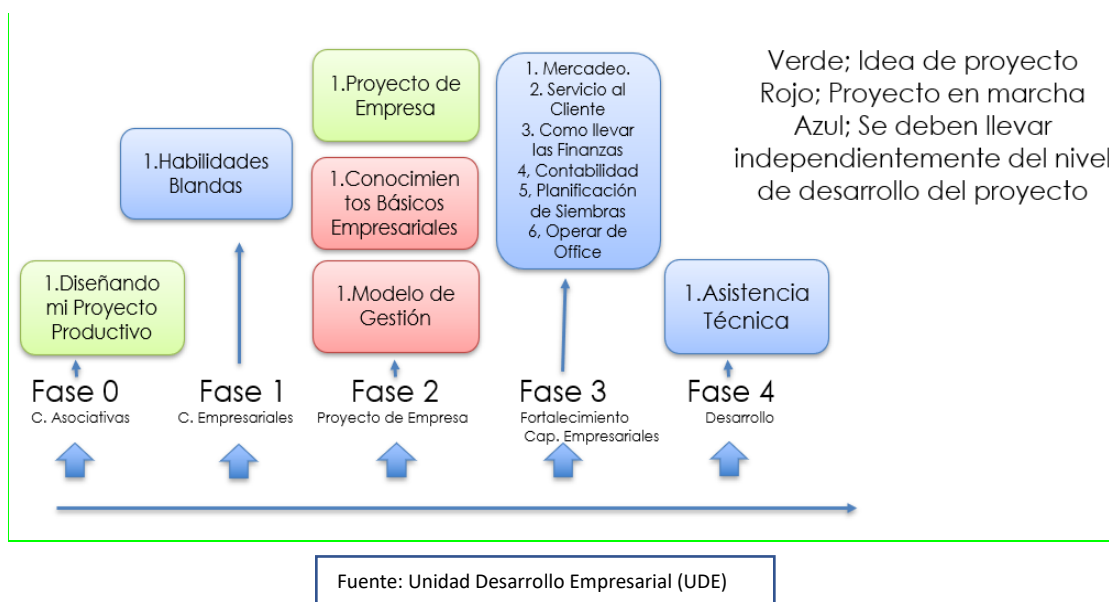 Verde; Idea de proyecto
Rojo; Proyecto en marcha
Azul; Se deben llevar
independientemente del nivel
de desarrollo del proyecto
1.Diseñando
mi Proyecto
Productivo
Fase 0
C. Asociativas
1.Habilidades
Blandas
Fase 1
C. Empresariales
1.Proyecto de
Empresa
1.Conocimien
tos Básicos
Empresariales
1.Modelo de
Gestión
Fase 2
Proyecto de Empresa
1. Mercadeo.
2. Servicio al
Cliente
3. Como llevar
las Finanzas
4, Contabilidad
5, Planificación
de Siembras
6, Operar de
Office
Fase 3
Fortalecimiento
Cap. Empresariales
1.Asistencia
Técnica
Fase 4
Desarrollo
Fuente: Unidad Desarrollo Empresarial (UDE)